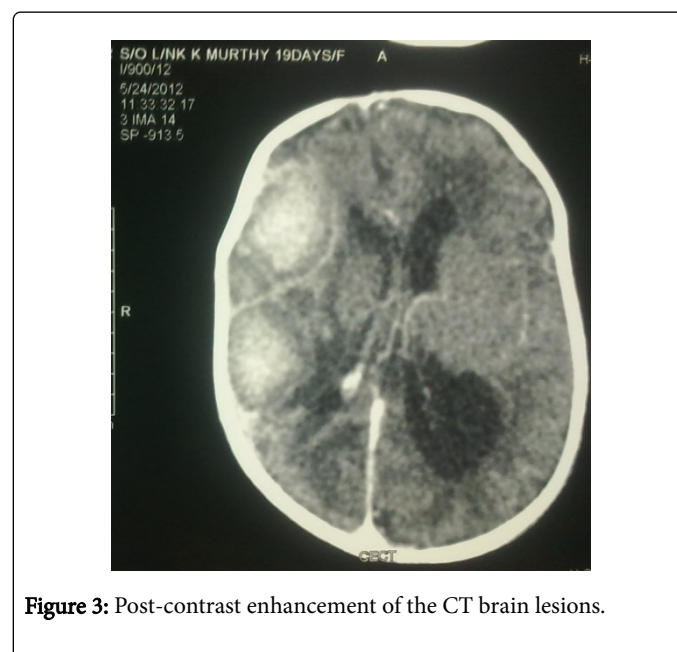 S/O L/NK K MURTHY 19DAYS/F
A
H-
I/900/12
5/24/2012
11 33 32 17
3 IMA 14
SP -913 5
R
CECT
Figure 3: Post-contrast enhancement of the CT brain lesions.